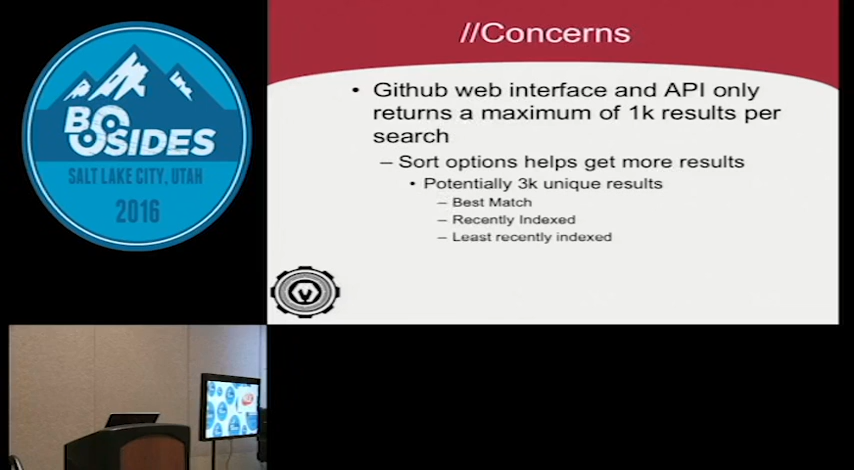 BSIDES
SALT LAKE CITY, UTAH
2016
//Concerns
• Github web interface and API only
returns a maximum of 1k results per
search
– Sort options helps get more results
• Potentially 3k unique results
– Best Match
– Recently Indexed
– Least recently indexed